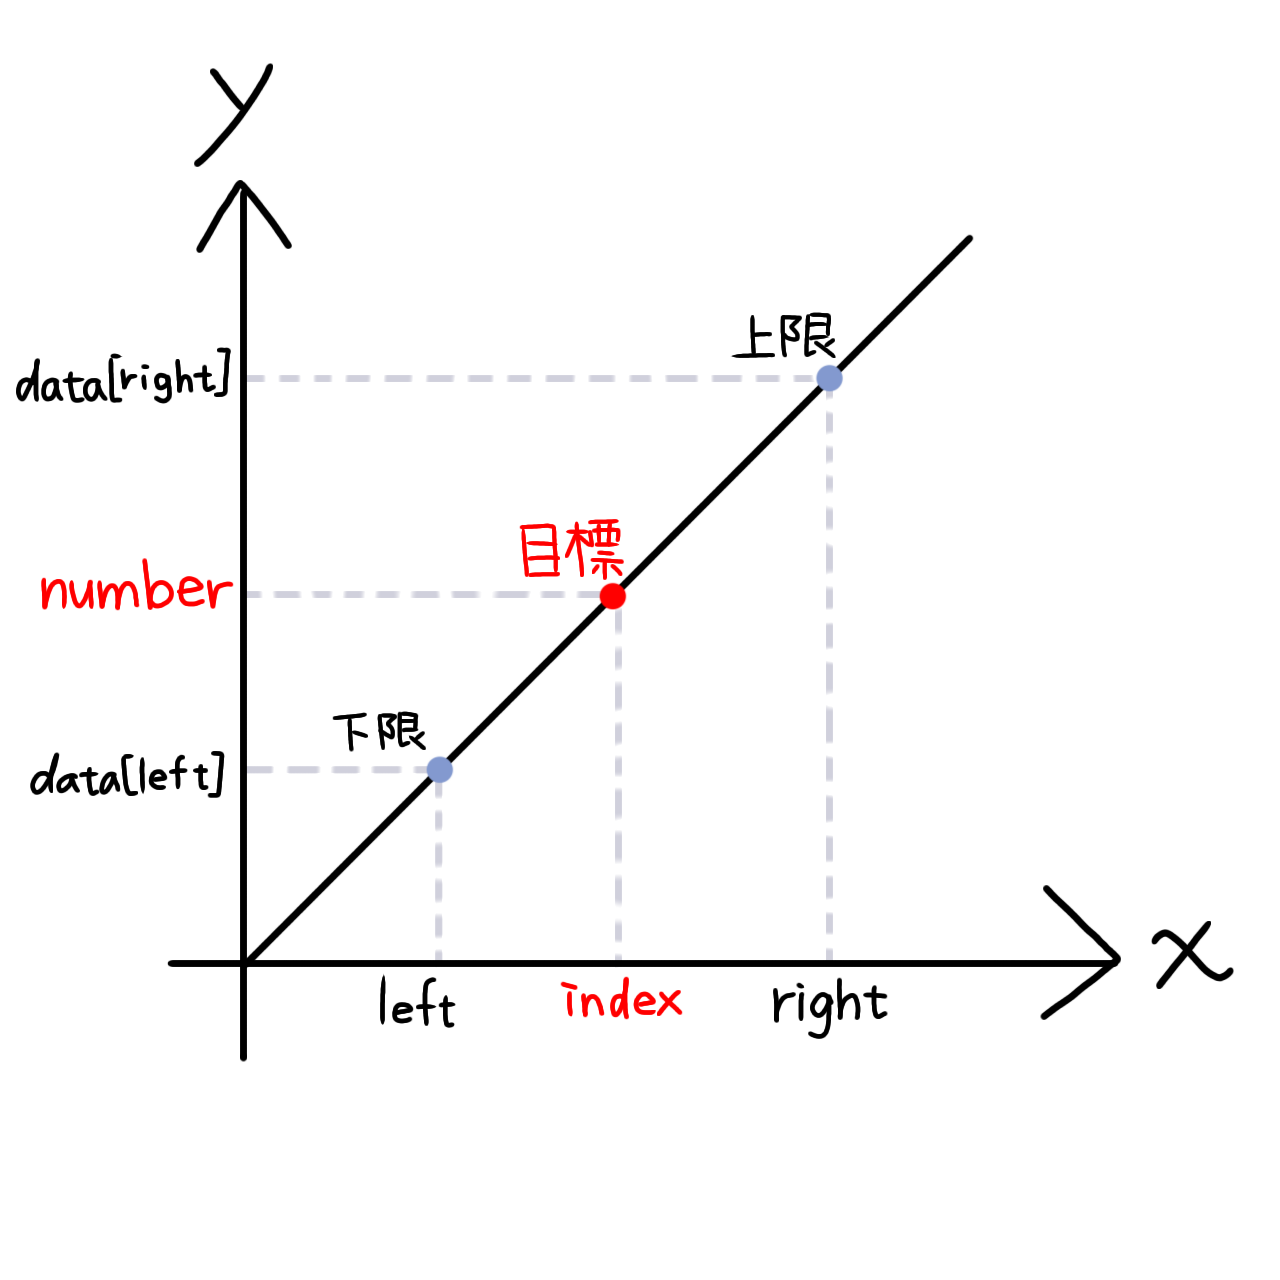 y
上限
data[right]
目標
number
下限
data[left]
x
left
index
right